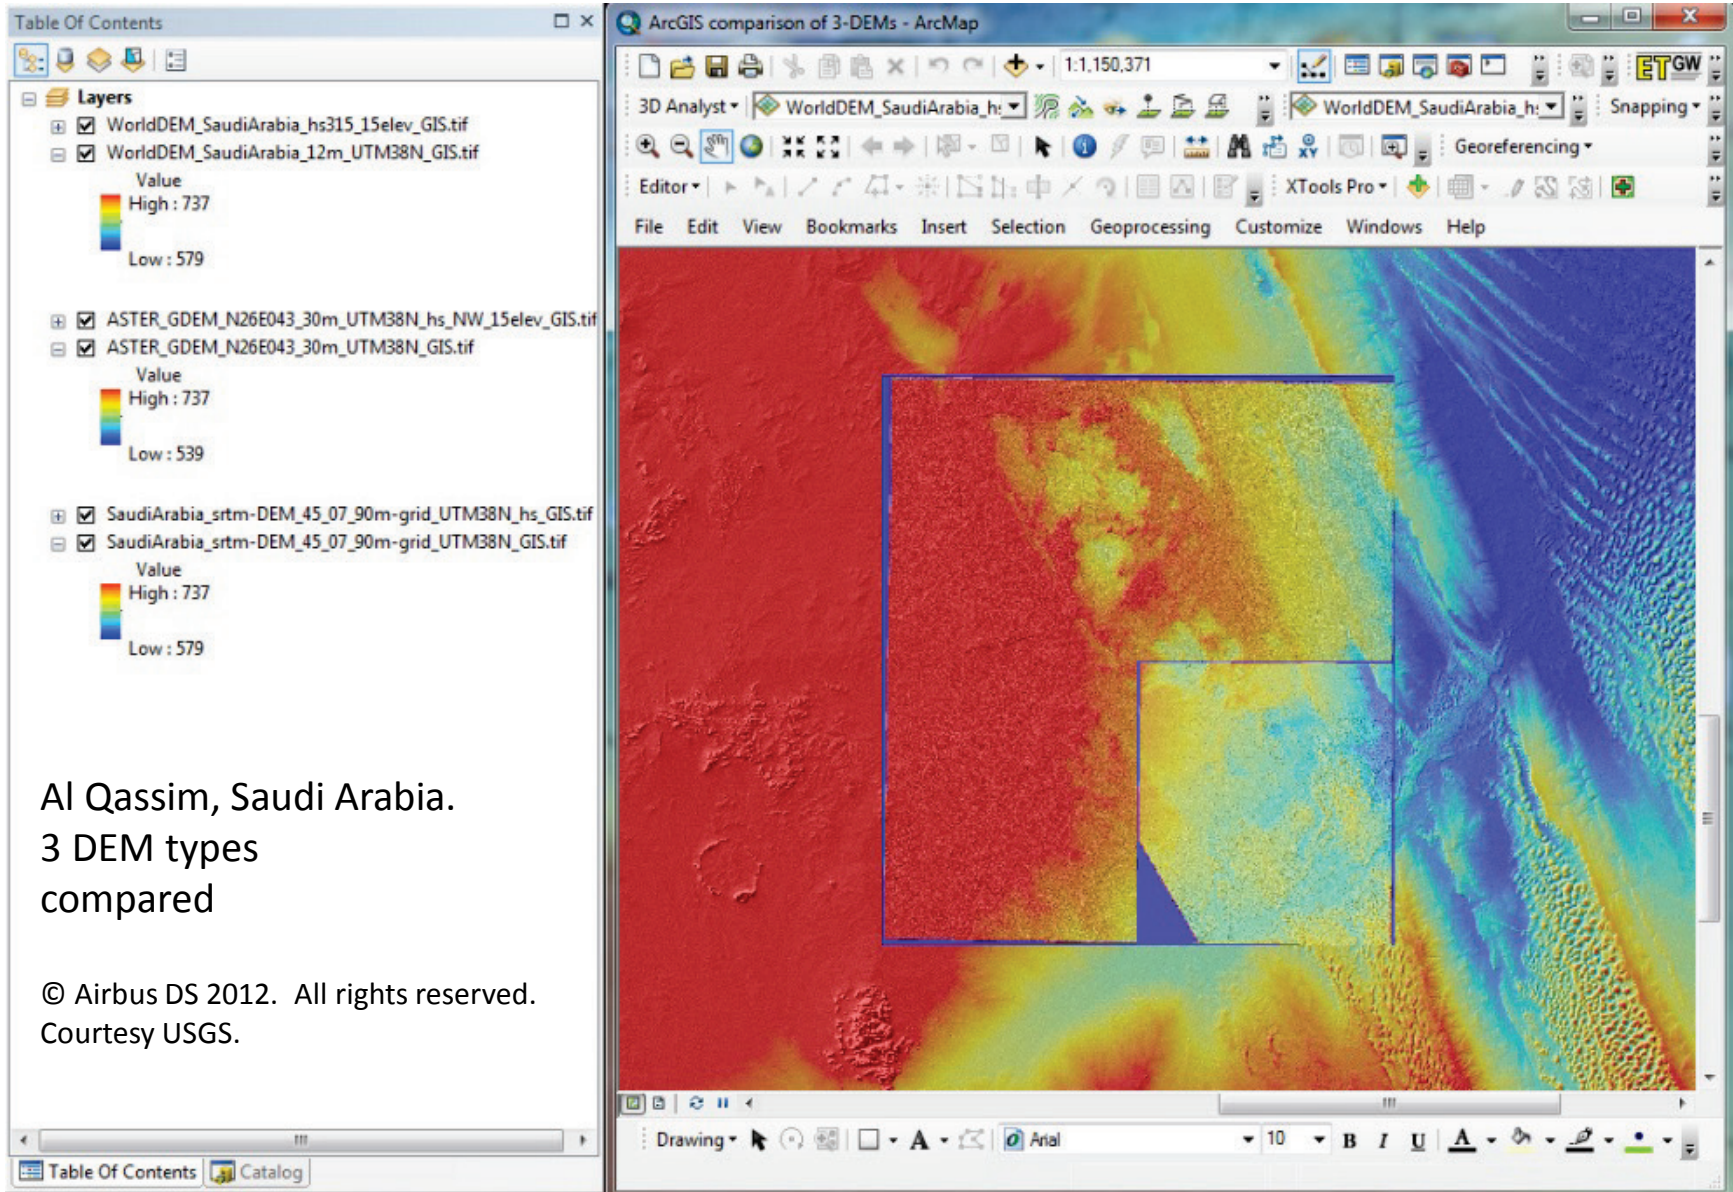 Table Of Contents
Layers
WorldDEM_SaudiArabia_hs315_15elev_GIS.tif
WorldDEM_SaudiArabia_12m_UTM38N_GIS.tif
Value
High : 737
Low : 579
ASTER_GDEM_N26E043_30m_UTM38N_hs_NW_15elev_GIS.tif
ASTER_GDEM_N26E043_30m_UTM38N_GIS.tif
Value
High : 737
Low : 539
SaudiArabia_srtm-DEM_45_07_90m-grid_UTM38N_hs_GIS.tif
SaudiArabia_srtm-DEM_45_07_90m-grid_UTM38N_GIS.tif
Value
High : 737
Low : 579
Al Qassim, Saudi Arabia.
3 DEM types
compared
© Airbus DS 2012.  All rights reserved.
Courtesy USGS.
Table Of Contents Catalog
ArcGIS comparison of 3-DEMs - ArcMap
1:1,150,371 ET GW
3D Analyst WorldDEM_SaudiArabia_h WorldDEM_SaudiArabia_h Snapping
XY Georeferencing
Editor XTools Pro
File Edit View Bookmarks Insert Selection Geoprocessing Customize Windows Help
Drawing A Arial 10 B I U A